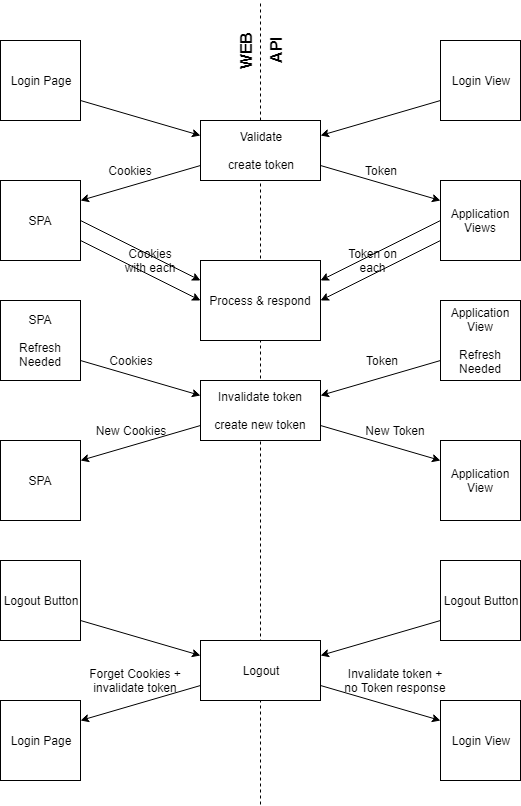 WEB
API
Login Page
Login View
Validate
create token
Cookies
Token
SPA
Application
Views
Cookies
with each
Token on
each
Process & respond
SPA
Refresh
Needed
Application
View
Refresh
Needed
Cookies
Token
Invalidate token
create new token
New Cookies
New Token
SPA
Application
View
Logout Button
Logout Button
Logout
Forget Cookies +
invalidate token
Invalidate token +
no Token response
Login Page
Login View